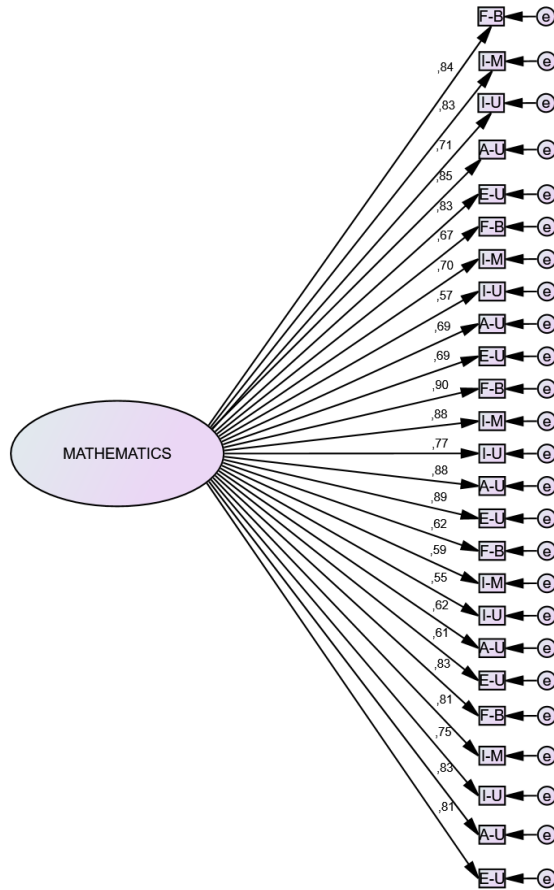 F-B e
,84
I-M e
,83
I-U e
,71
A-U e
,85
E-U e
,83
F-B e
,67
I-M e
,70
I-U e
,57
A-U e
,69
E-U e
,69
F-B e
,90
I-M e
,88
MATHEMATICS
I-U e
,77
A-U e
,88
E-U e
,89
F-B e
,62
I-M e
,59
I-U e
,55
A-U e
,62
E-U e
,61
F-B e
,83
I-M e
,81
I-U e
,75
A-U e
,83
E-U e
,81